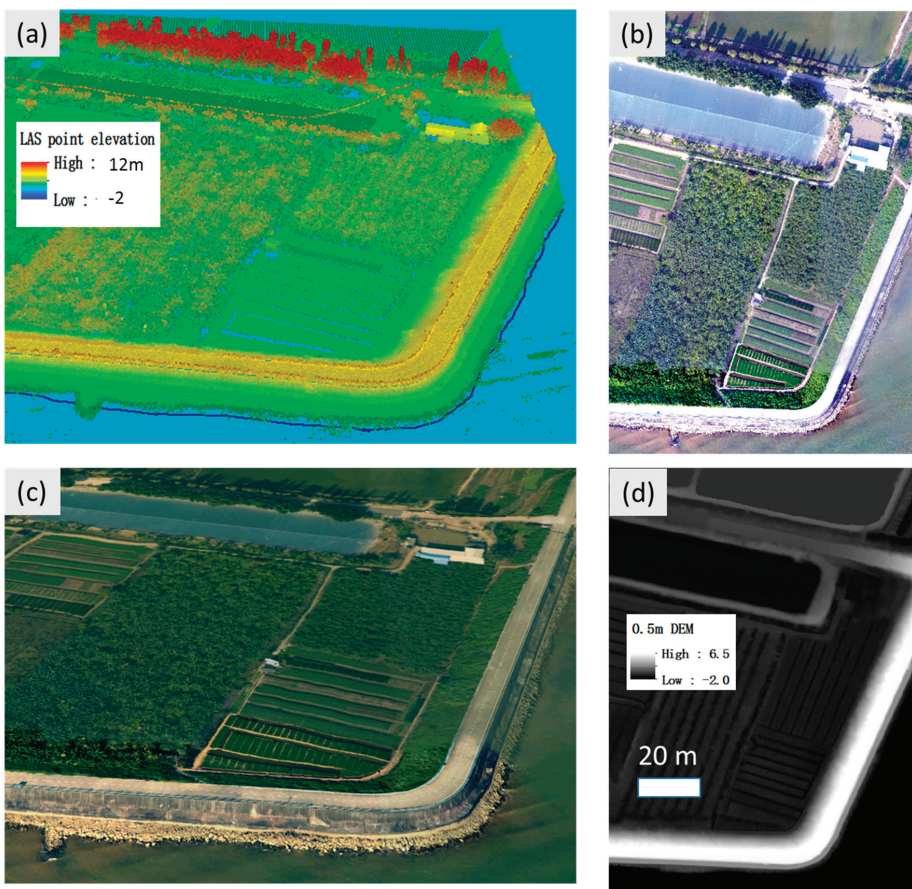 (a)
LAS point elevation
High : 12m
Low : -2
(b)
(c)
(d)
0.5m DEM
High : 6.5
Low : -2.0
20 m